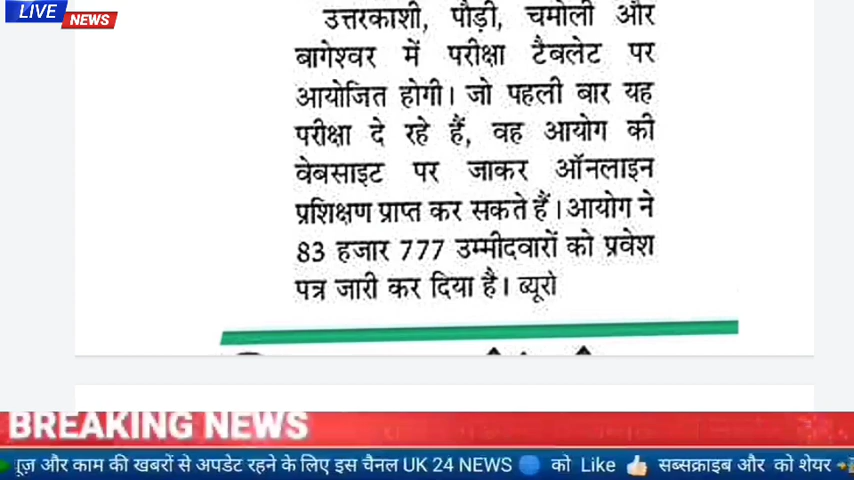 LIVE
NEWS
उत्तरकाशी, पौड़ी, चमोली और
बागेश्वर में परीक्षा टैबलेट पर
आयोजित होगी। जो पहली बार यह
परीक्षा दे रहे हैं, वह आयोग की
वेबसाइट पर जाकर ऑनलाइन
प्रशिक्षण प्राप्त कर सकते हैं। आयोग ने
83 हजार 777 उम्मीदवारों को प्रवेश
पत्र जारी कर दिया है। ब्यूरो
BREAKING NEWS
और काम की खबरों से अपडेट रहने के लिए इस चैनल UK 24 NEWS 🌐 को Like 👍 सब्सक्राइब और को शेयर